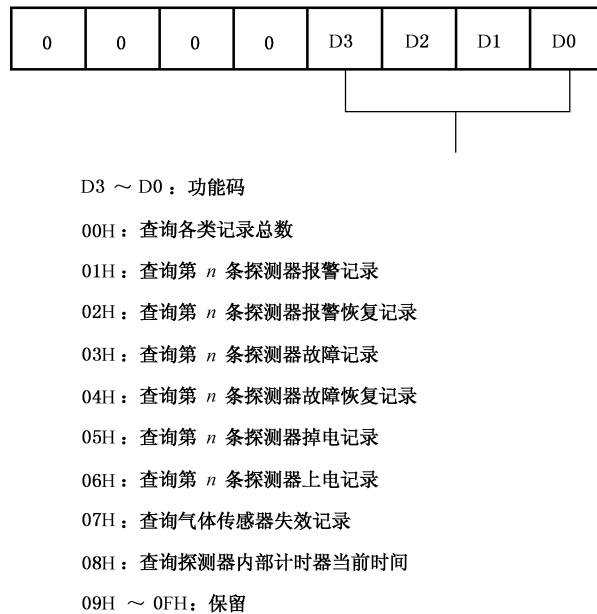 0 0 0 0 D3 D2 D1 D0
D3 ～ D0：功能码
00H：查询各类记录总数
01H：查询第 n 条探测器报警记录
02H：查询第 n 条探测器报警恢复记录
03H：查询第 n 条探测器故障记录
04H：查询第 n 条探测器故障恢复记录
05H：查询第 n 条探测器掉电记录
06H：查询第 n 条探测器上电记录
07H：查询气体传感器失效记录
08H：查询探测器内部计时器当前时间
09H ～ 0FH：保留